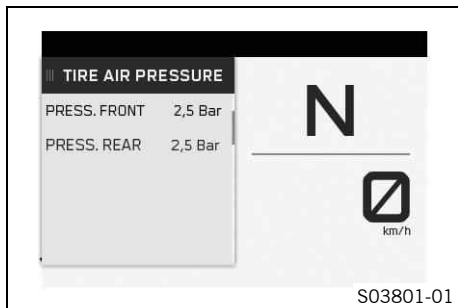 TIRE AIR PRESSURE
PRESS. FRONT 2,5 Bar
PRESS. REAR 2,5 Bar
N
0
km/h
S03801-01